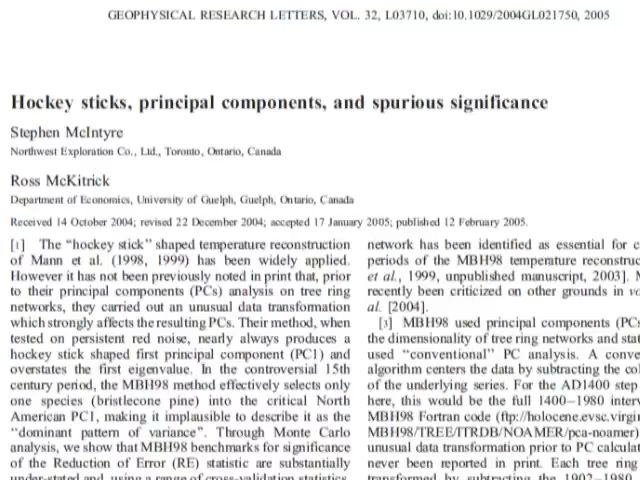 GEOPHYSICAL RESEARCH LETTERS, VOL. 32, L03710, doi:10.1029/2004GL021750, 2005
Hockey sticks, principal components, and spurious significance
Stephen McIntyre
Northwest Exploration Co., Ltd., Toronto, Ontario, Canada
Ross McKitrick
Department of Economics, University of Guelph, Guelph, Ontario, Canada
Received 14 October 2004; revised 22 December 2004; accepted 17 January 2005; published 12 February 2005.
[1] The "hockey stick" shaped temperature reconstruction
of Mann et al. (1998, 1999) has been widely applied.
However it has not been previously noted in print that, prior
to their principal components (PCs) analysis on tree ring
networks, they carried out an unusual data transformation
which strongly affects the resulting PCs. Their method, when
tested on persistent red noise, nearly always produces a
hockey stick shaped first principal component (PC1) and
overstates the first eigenvalue. In the controversial 15th
century period, the MBH98 method effectively selects only
one species (bristlecone pine) into the critical North
American PC1, making it implausible to describe it as the
"dominant pattern of variance". Through Monte Carlo
analysis, we show that MBH98 benchmarks for significance
of the Reduction of Error (RE) statistic are substantially
under-stated and, using a range of cross-validation statistics,
network has been identified as essential for
periods of the MBH98 temperature
et al., 1999, unpublished manuscript, 2003].
recently been criticized on other grounds in
al. [2004].
[3] MBH98 used principal components
the dimensionality of tree ring networks and
used "conventional" PC analysis. A
algorithm centers the data by subtracting the
of the underlying series. For the AD1400 step
here, this would be the full 1400–1980
MBH98 Fortran code
MBH98/TREE/ITRDB/NOAMER/pca-noamer)
unusual data transformation prior to PC
never been reported in print. Each tree ring
transformed by subtracting the 1902–1980